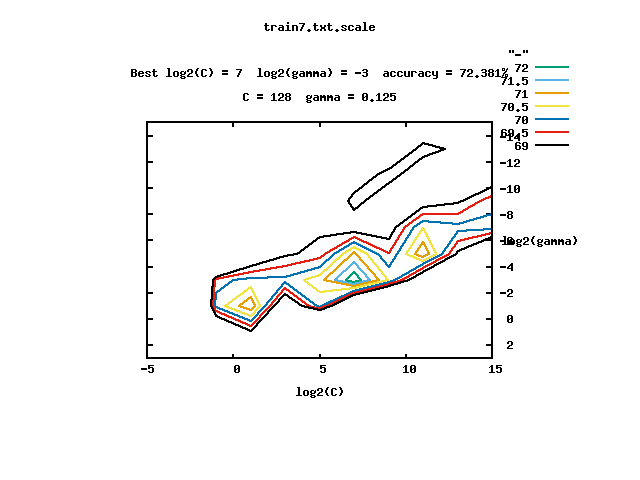 train7.txt.scale
"-"
Best log2(C) = 7 log2(gamma) = -3 accuracy = 72.381%
72
71.5
C = 128 gamma = 0.125
71
70.5
70
69.5
69
-14
-12
-10
-8
-6
log2(gamma)
-4
-2
0
2
-5 0 5 10 15
log2(C)